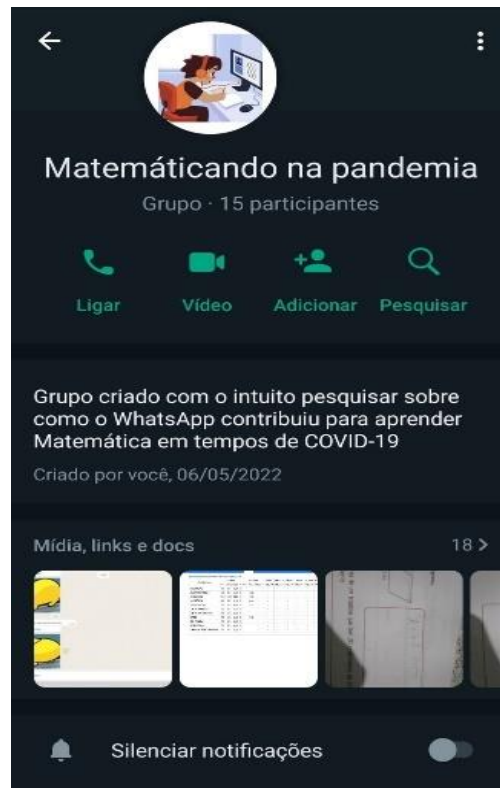 Matemáticando na pandemia
Grupo · 15 participantes
Ligar Vídeo Adicionar Pesquisar
Grupo criado com o intuito pesquisar sobre
como o WhatsApp contribuiu para aprender
Matemática em tempos de COVID-19
Criado por você, 06/05/2022
Mídia, links e docs 18 >
Silenciar notificações